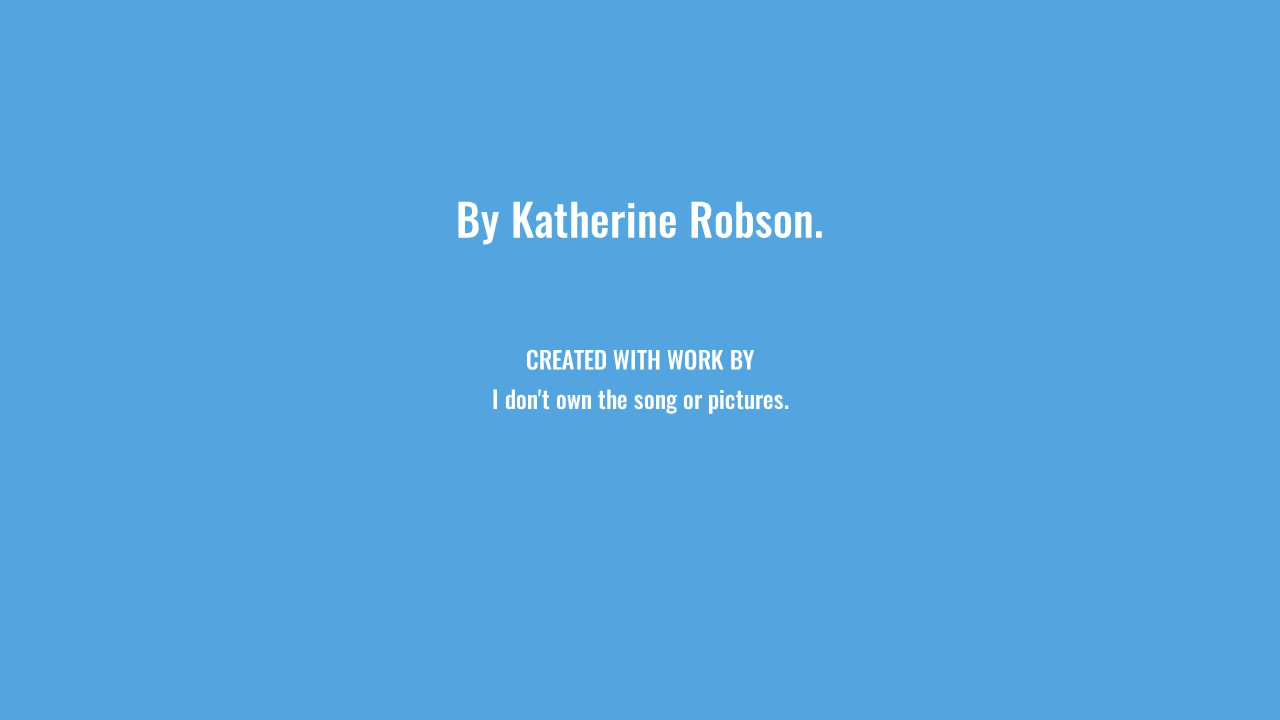 By Katherine Robson.
CREATED WITH WORK BY
I don't own the song or pictures.